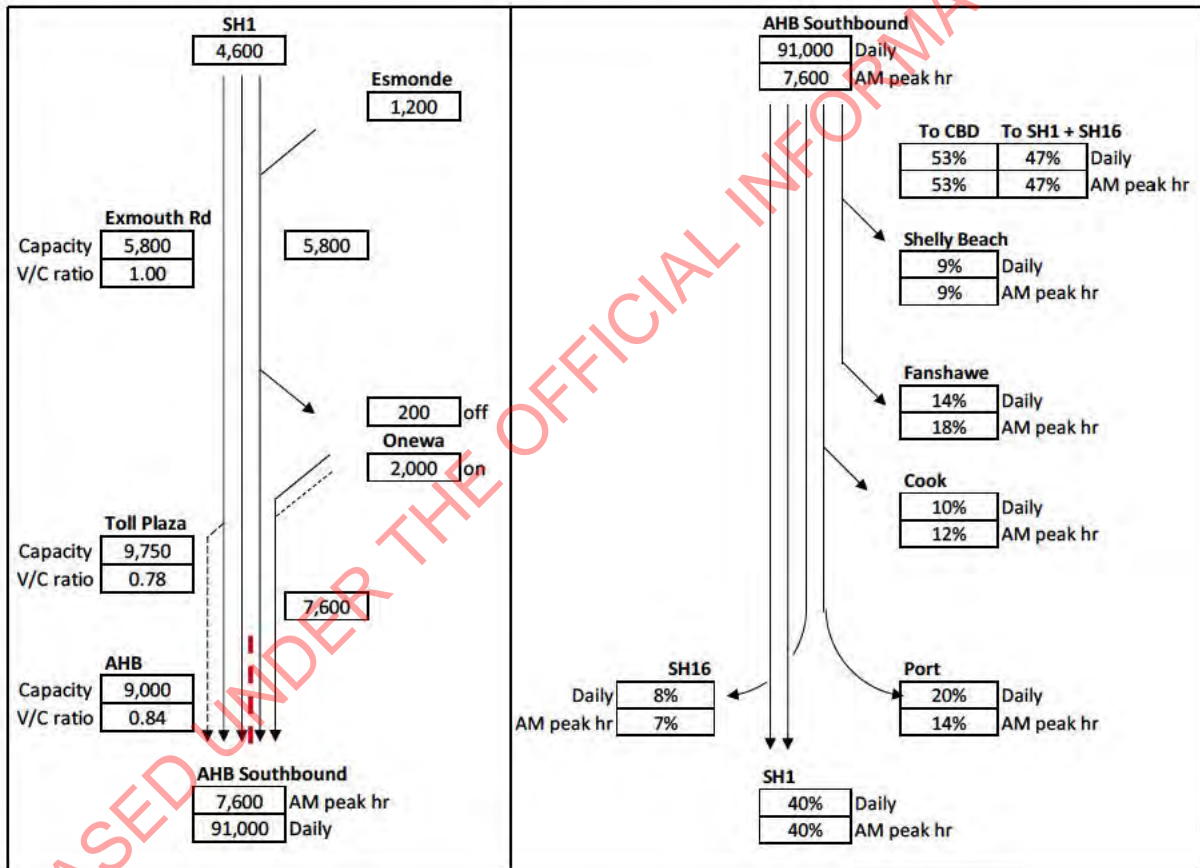 SH1
4,600
Esmonde
1,200
Exmouth Rd
Capacity 5,800
V/C ratio 1.00
5,800
200 off
Onewa
2,000 on
Toll Plaza
Capacity 9,750
V/C ratio 0.78
7,600
AHB
Capacity 9,000
V/C ratio 0.84
AHB Southbound
7,600 AM peak hr
91,000 Daily
AHB Southbound
91,000 Daily
7,600 AM peak hr
To CBD To SH1 + SH16
53% 47% Daily
53% 47% AM peak hr
Shelly Beach
9% Daily
9% AM peak hr
Fanshawe
14% Daily
18% AM peak hr
Cook
10% Daily
12% AM peak hr
SH16
Daily 8%
AM peak hr 7%
Port
20% Daily
14% AM peak hr
SH1
40% Daily
40% AM peak hr
ASED UNDER THE OFFICIAL INFORMA